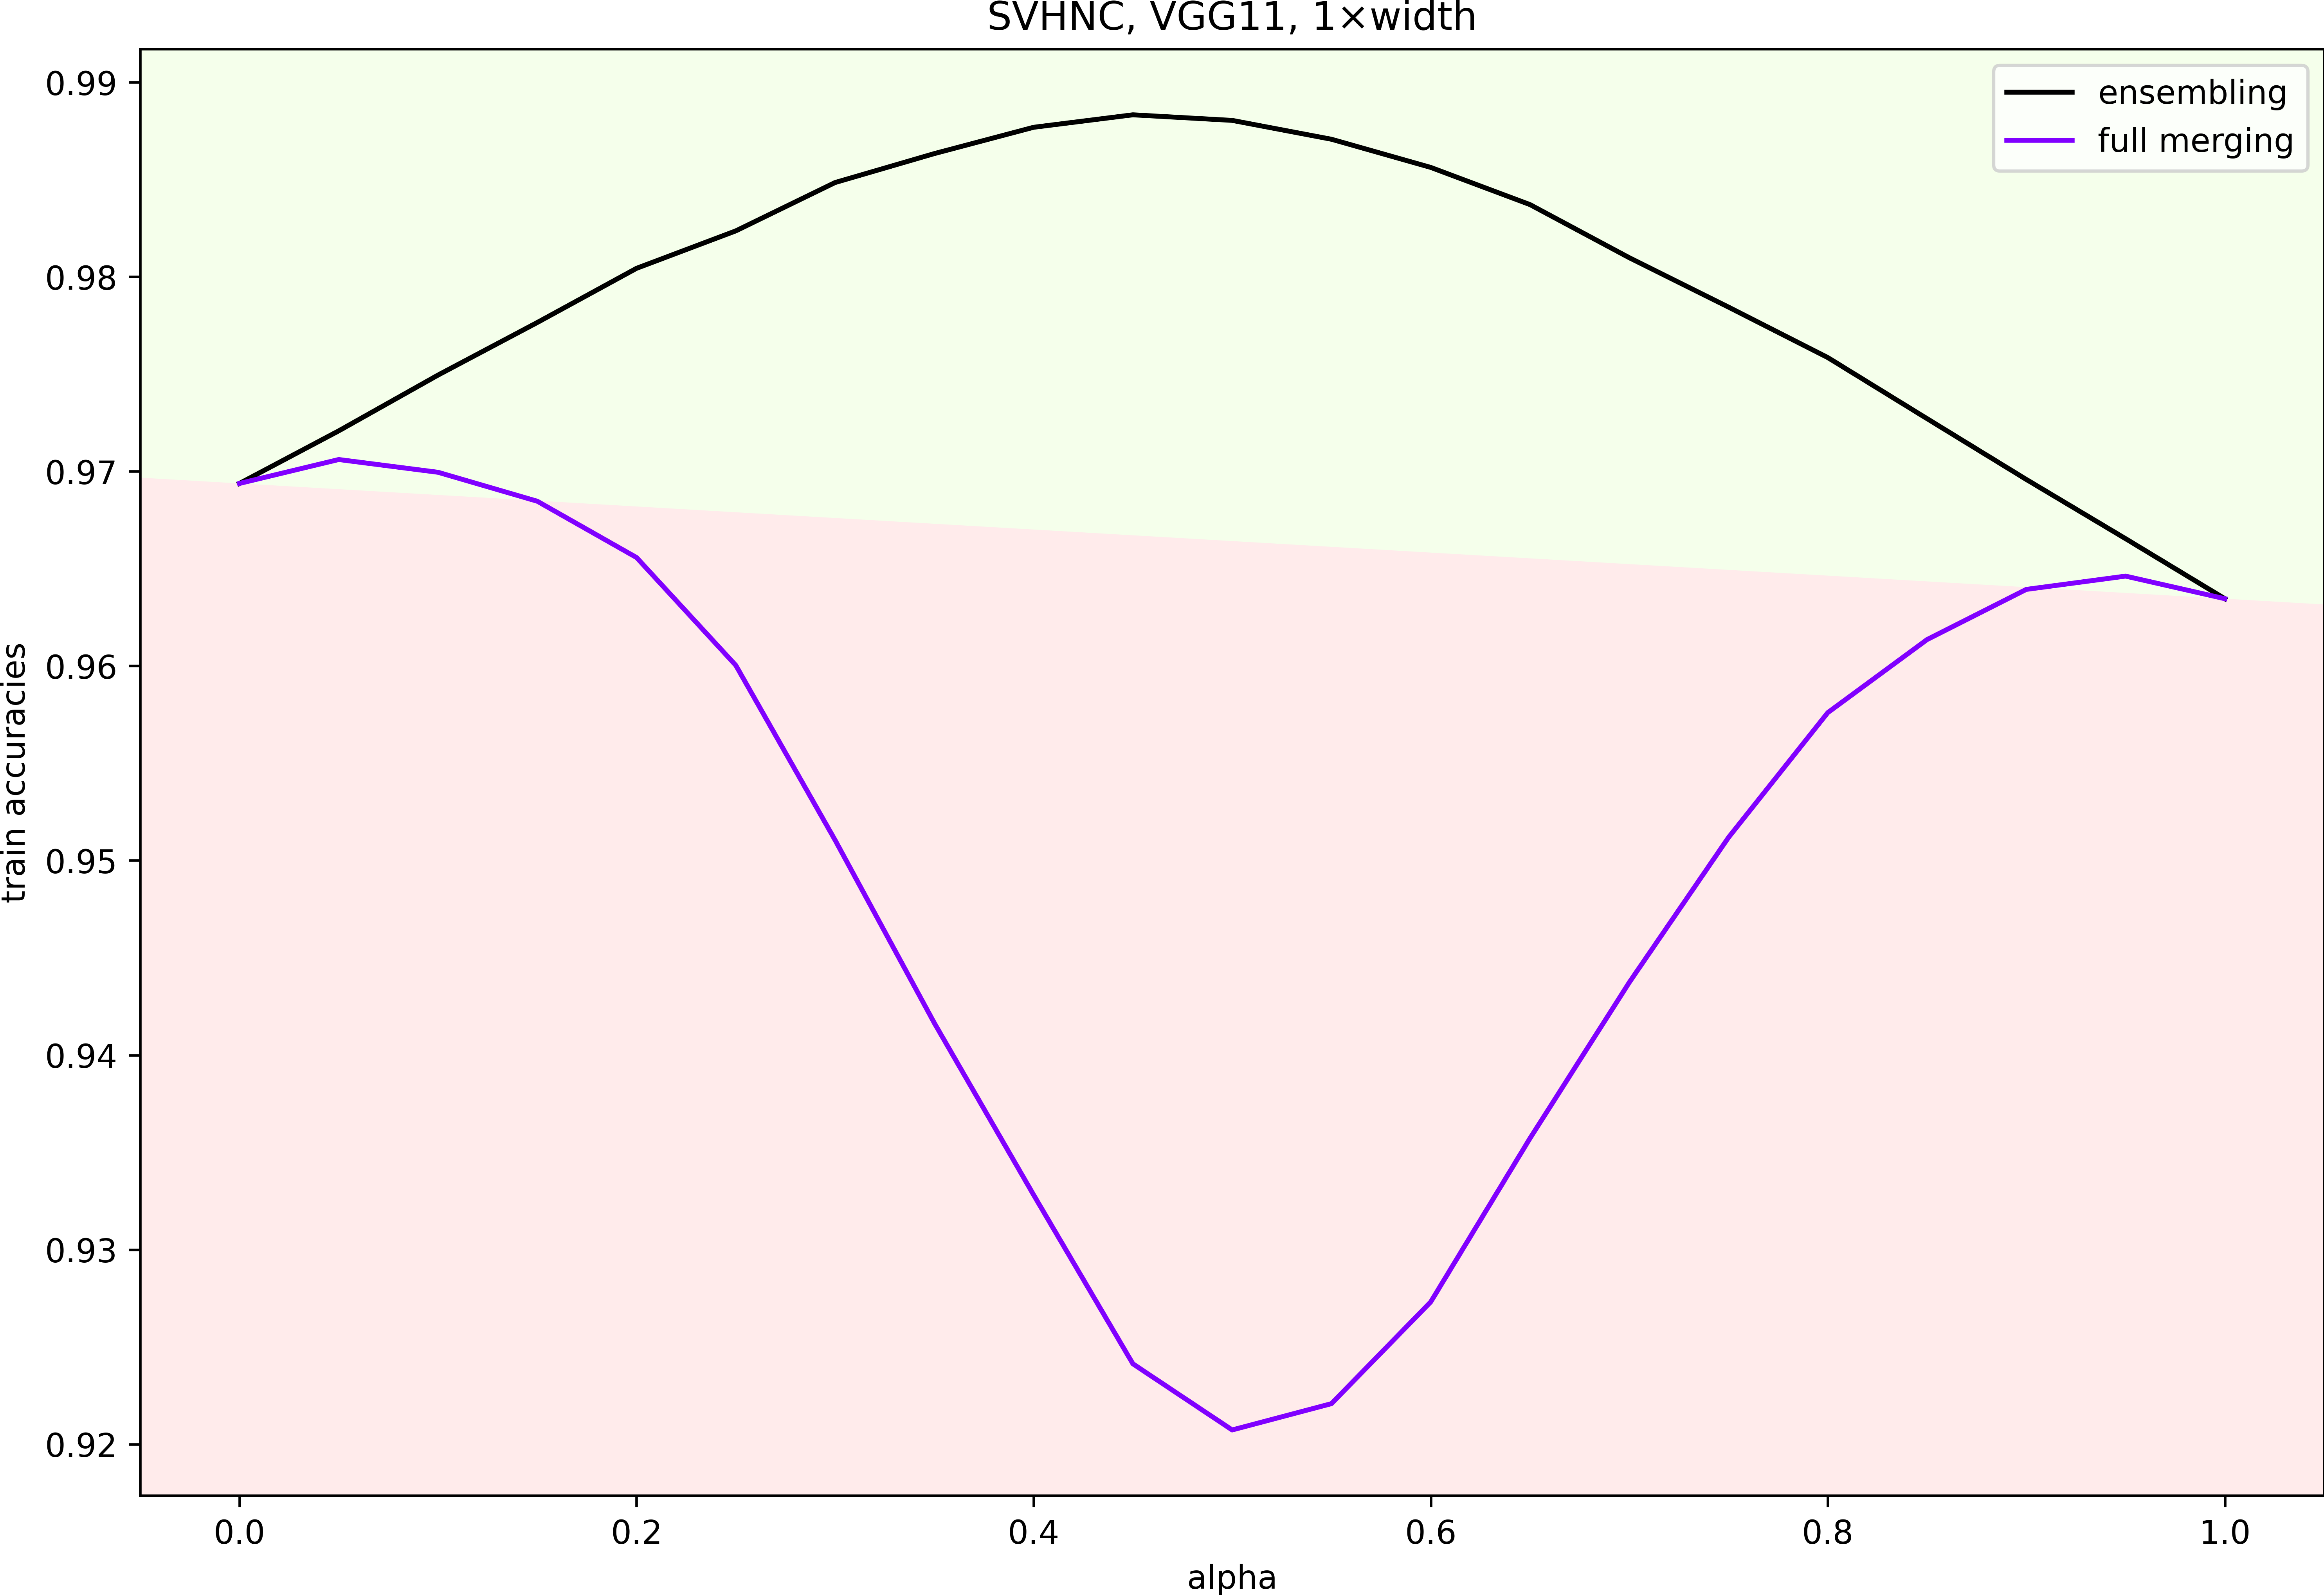 SVHNC, VGG11, 1×width
ensembling
full merging
train accuracies
0.99
0.98
0.97
0.96
0.95
0.94
0.93
0.92
0.0 0.2 0.4 0.6 0.8 1.0
alpha